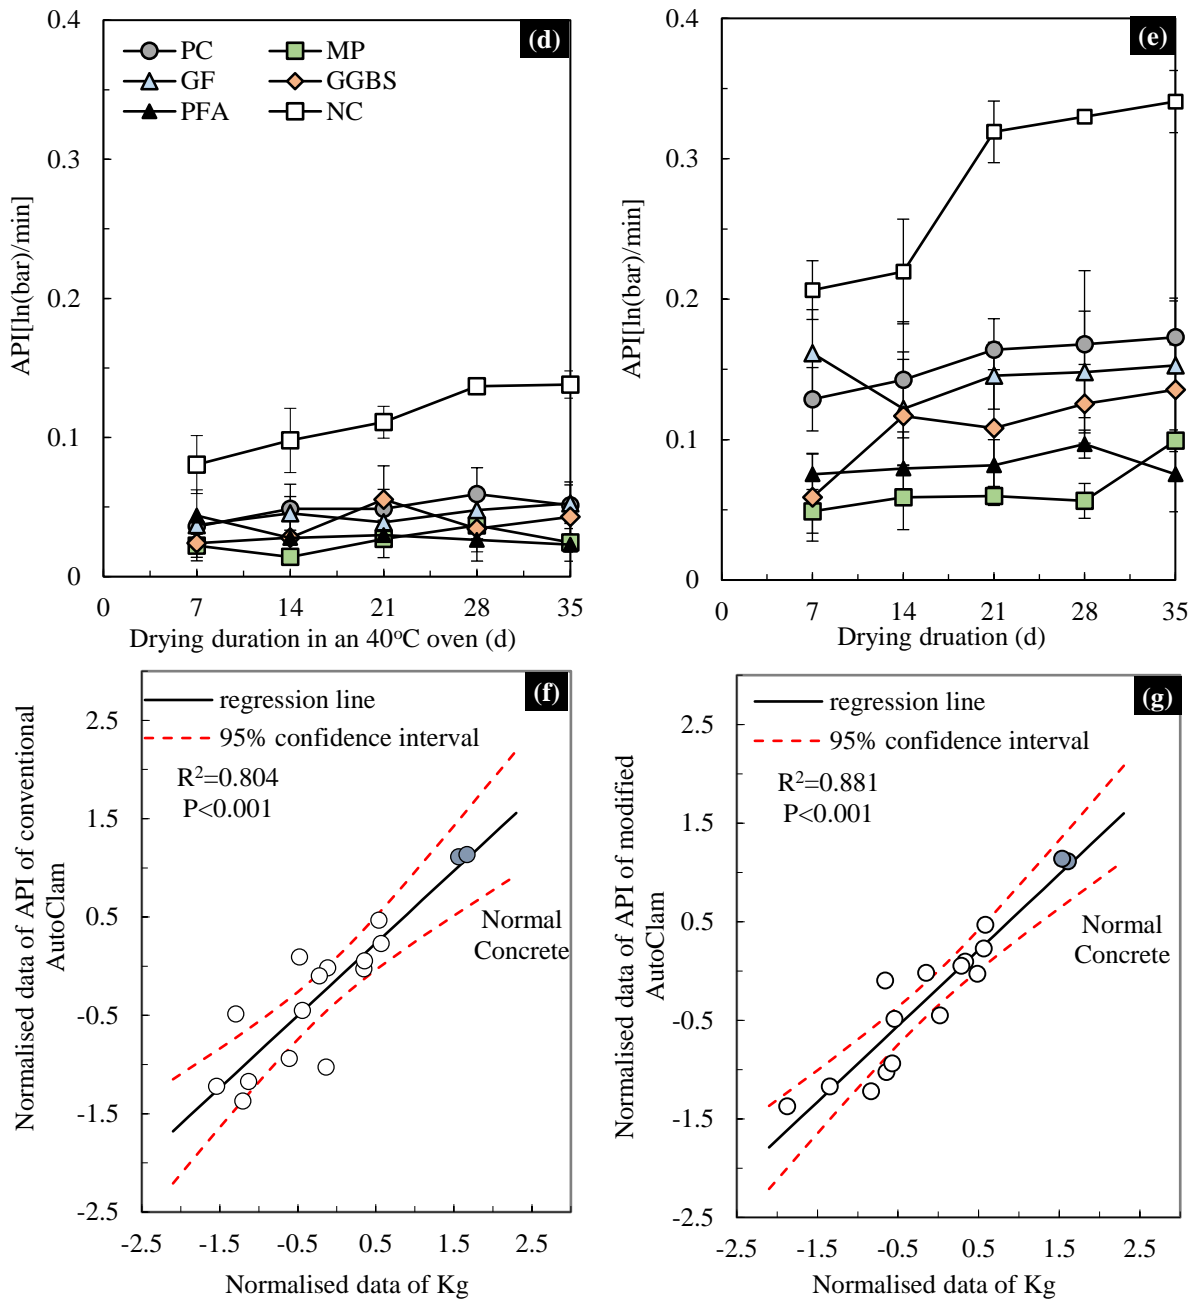 (d)
0.4
0.3
0.2
0.1
0
API[ln(bar)/min]
PC
MP
GF
GGBS
PFA
NC
0 7 14 21 28 35
Drying duration in an 40°C oven (d)
(e)
0.4
0.3
0.2
0.1
0
API[ln(bar)/min]
0 7 14 21 28 35
Drying druation (d)
(f)
regression line
95% confidence interval
R²=0.804
P<0.001
2.5
1.5
0.5
-0.5
-1.5
-2.5
Normalised data of API of conventional
AutoClam
Normal
Concrete
-2.5 -1.5 -0.5 0.5 1.5 2.5
Normalised data of Kg
(g)
regression line
95% confidence interval
R²=0.881
P<0.001
2.5
1.5
0.5
-0.5
-1.5
-2.5
Normalised data of API of modified
AutoClam
Normal
Concrete
-2.5 -1.5 -0.5 0.5 1.5 2.5
Normalised data of Kg